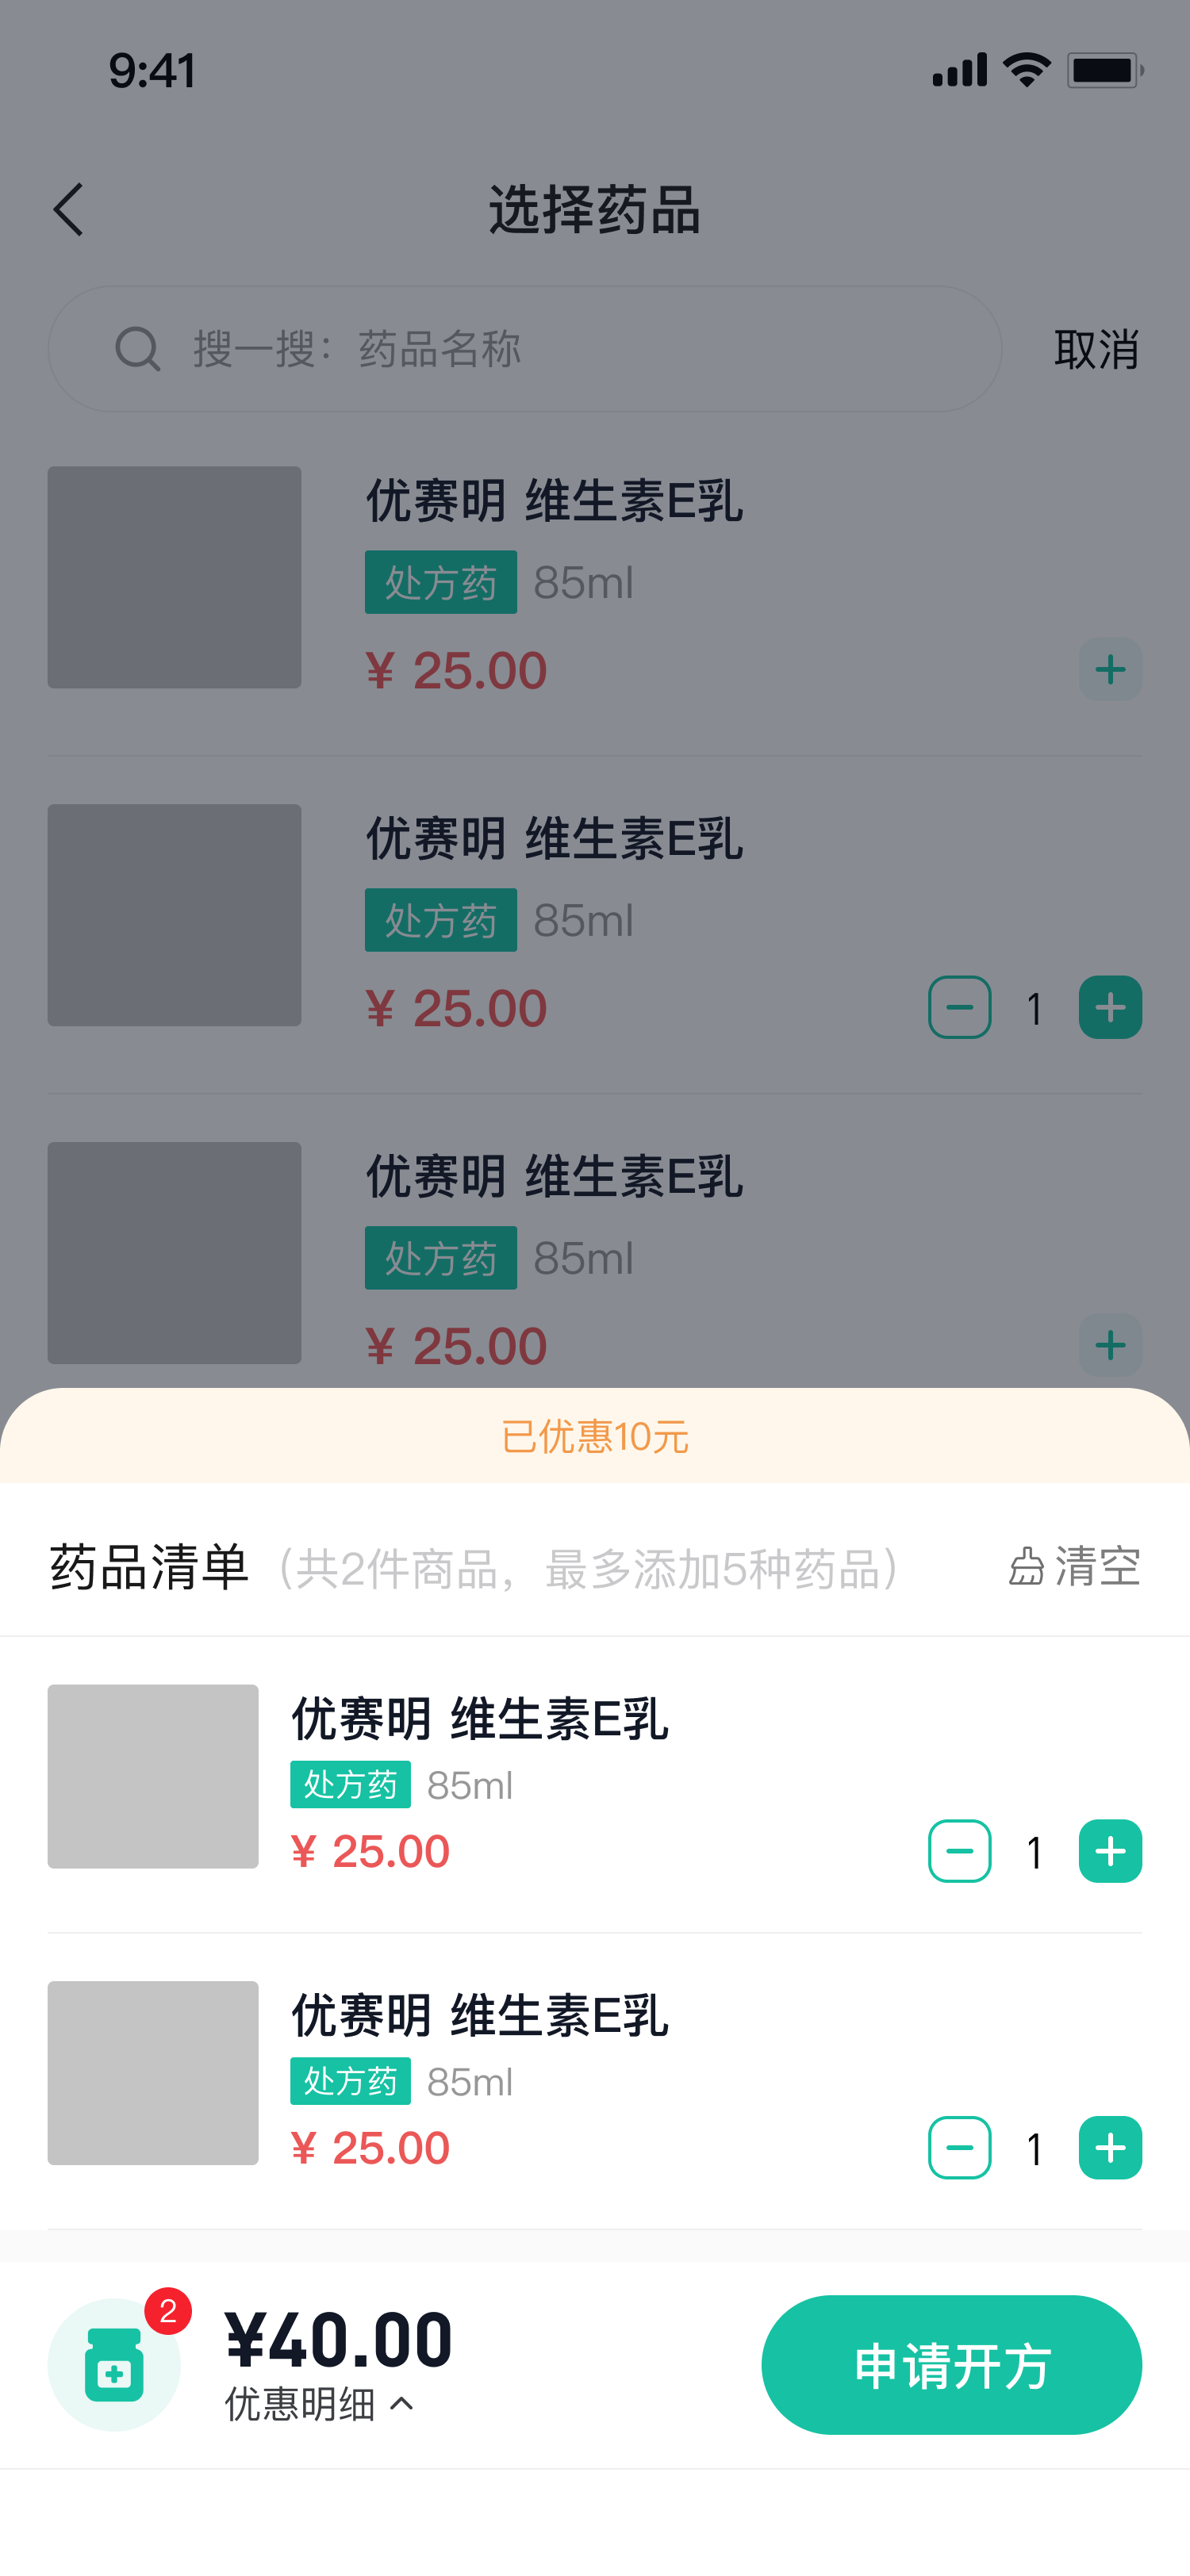 9:41
选择药品
搜一搜：药品名称
取消
优赛明 维生素E乳
处方药 85ml
¥ 25.00
优赛明 维生素E乳
处方药 85ml
¥ 25.00 1
优赛明 维生素E乳
处方药 85ml
¥ 25.00
已优惠10元
药品清单（共2件商品，最多添加5种药品） 清空
优赛明 维生素E乳
处方药 85ml
¥ 25.00 1
优赛明 维生素E乳
处方药 85ml
¥ 25.00 1
2
¥40.00
优惠明细
申请开方